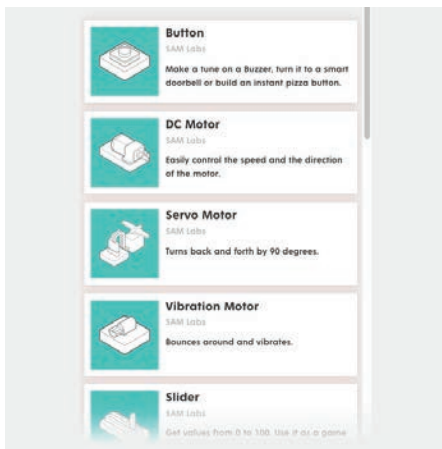 Button
SAM Labs
Make a tune on a Buzzer, turn it to a smart
doorbell or build an instant pizza button.
DC Motor
SAM Labs
Easily control the speed and the direction
of the motor.
Servo Motor
SAM Labs
Turns back and forth by 90 degrees.
Vibration Motor
SAM Labs
Bounces around and vibrates.
Slider
SAM Labs
Get values from 0 to 100. Use it as a game